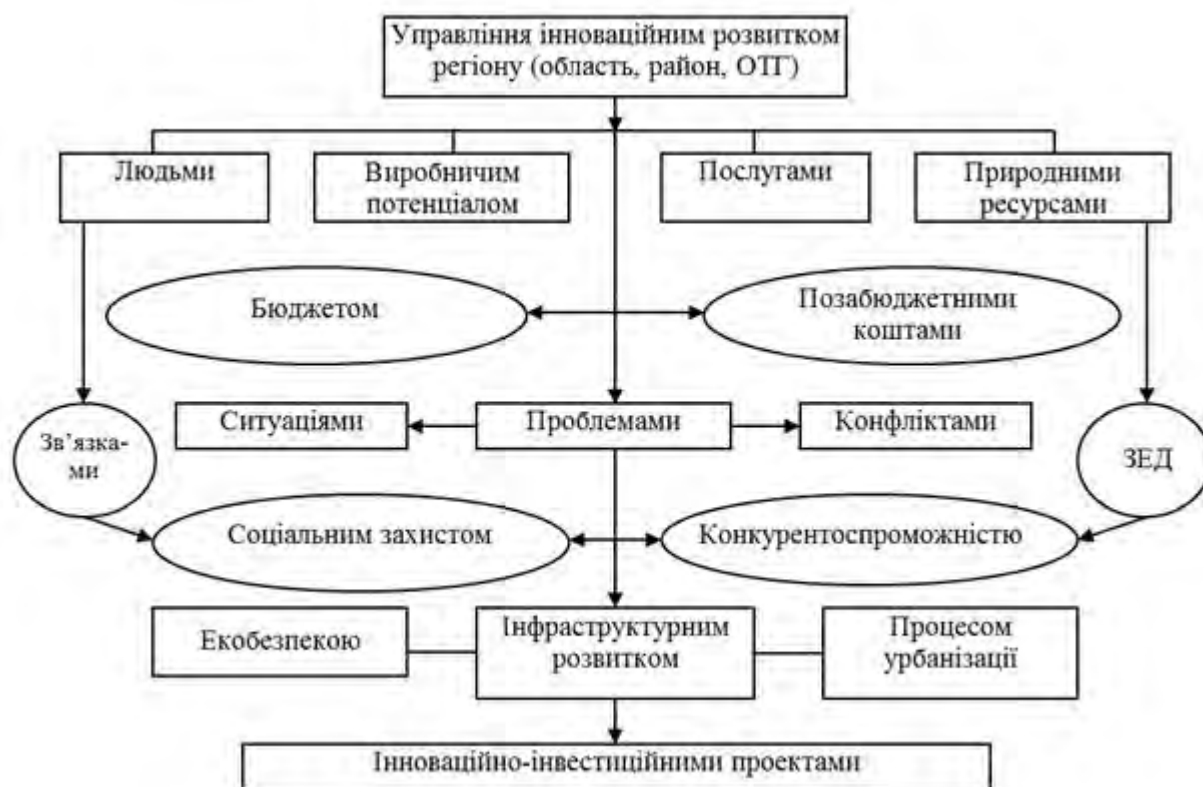 Управління інноваційним розвитком
регіону (область, район, ОТГ)
Людьми
Виробничим
потенціалом
Послугами
Природними
ресурсами
Бюджетом
Позабюджетними
коштами
Зв’язка-
ми
Ситуаціями
Проблемами
Конфліктами
ЗЕД
Соціальним захистом
Конкурентоспроможністю
Екобезпекою
Інфраструктурним
розвитком
Процесом
урбанізації
Інноваційно-інвестиційними проектами